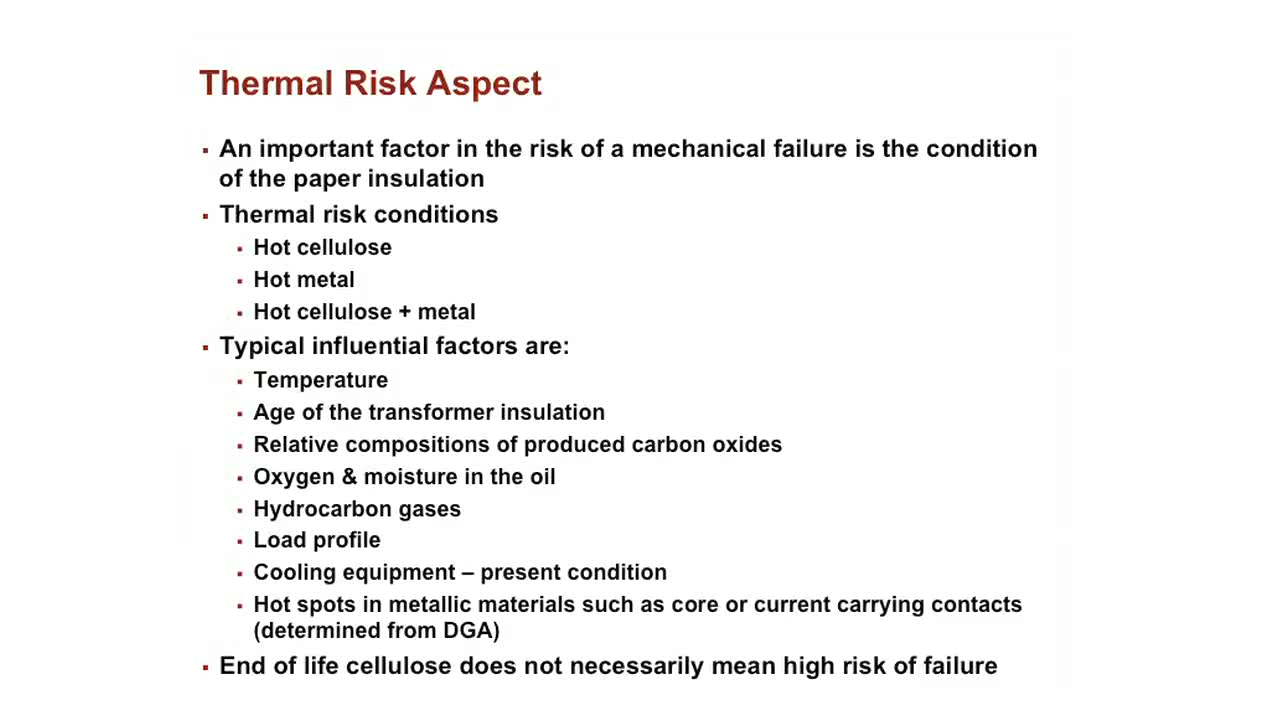 Thermal Risk Aspect
▪ An important factor in the risk of a mechanical failure is the condition
of the paper insulation
▪ Thermal risk conditions
▪ Hot cellulose
▪ Hot metal
▪ Hot cellulose + metal
▪ Typical influential factors are:
▪ Temperature
▪ Age of the transformer insulation
▪ Relative compositions of produced carbon oxides
▪ Oxygen & moisture in the oil
▪ Hydrocarbon gases
▪ Load profile
▪ Cooling equipment – present condition
▪ Hot spots in metallic materials such as core or current carrying contacts
(determined from DGA)
▪ End of life cellulose does not necessarily mean high risk of failure